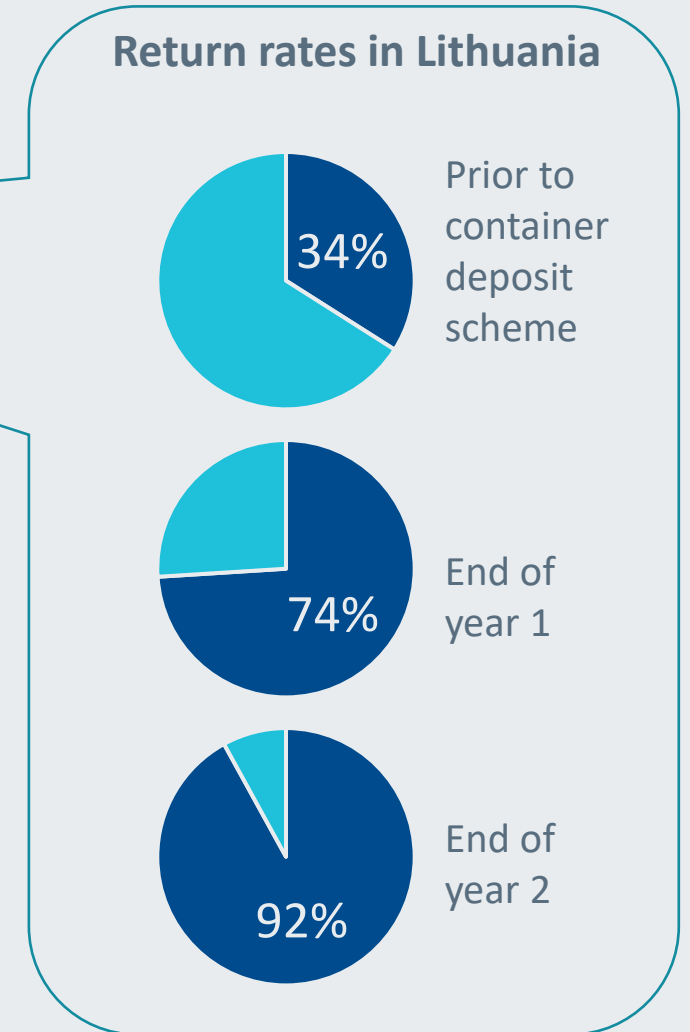 Return rates in Lithuania
34%
Prior to
container
deposit
scheme
74%
End of
year 1
92%
End of
year 2